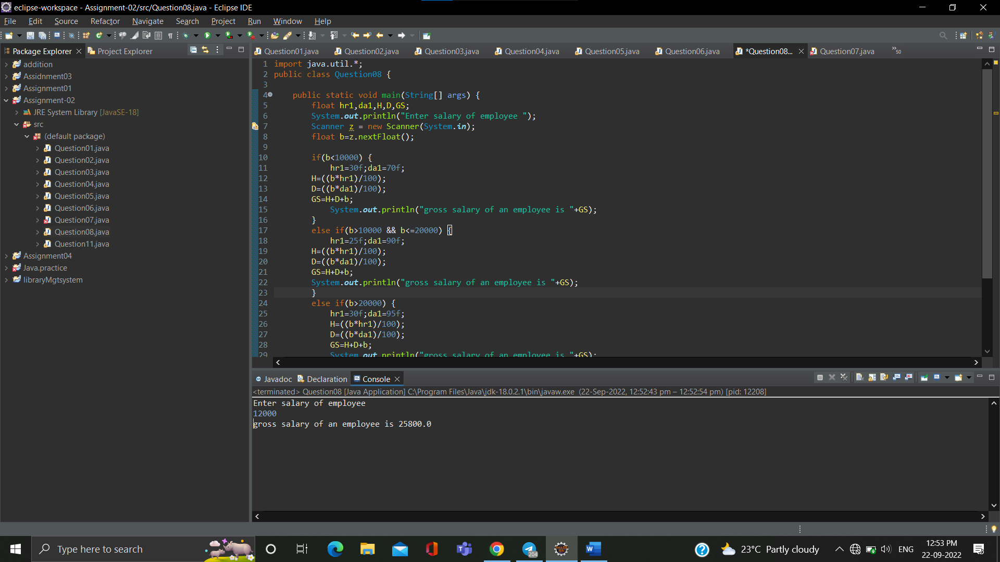 eclipse-workspace - Assignment-02/src/Question08.java - Eclipse IDE
File Edit Source Refactor Navigate Search Project Run Window Help
Package Explorer Project Explorer
Question01.java Question02.java Question03.java Question04.java Question05.java Question06.java *Question08... Question07.java »50
addition
Assidnment03
Assignment01
Assignment-02
JRE System Library [JavaSE-18]
src
(default package)
Question01.java
Question02.java
Question03.java
Question04.java
Question05.java
Question06.java
Question07.java
Question08.java
Question11.java
Assignment04
Java.practice
libraryMgtsystem
1 import java.util.*;
2 public class Question08 {
3
4 public static void main(String[] args) {
5 float hr1,da1,H,D,GS;
6 System.out.println("Enter salary of employee ");
7 Scanner z = new Scanner(System.in);
8 float b=z.nextFloat();
9
10 if(b<10000) {
11 hr1=30f;da1=70f;
12 H=((b*hr1)/100);
13 D=((b*da1)/100);
14 GS=H+D+b;
15 System.out.println("gross salary of an employee is "+GS);
16 }
17 else if(b>10000 && b<=20000) {
18 hr1=25f;da1=90f;
19 H=((b*hr1)/100);
20 D=((b*da1)/100);
21 GS=H+D+b;
22 System.out.println("gross salary of an employee is "+GS);
23 }
24 else if(b>20000) {
25 hr1=30f;da1=95f;
26 H=((b*hr1)/100);
27 D=((b*da1)/100);
28 GS=H+D+b;
29 System.out.println("gross salary of an employee is "+GS);
Javadoc Declaration Console
<terminated> Question08 [Java Application] C:\Program Files\Java\jdk-18.0.2.1\bin\javaw.exe (22-Sep-2022, 12:52:43 pm – 12:52:54 pm) [pid: 12208]
Enter salary of employee
12000
gross salary of an employee is 25800.0
Type here to search
204
23°C Partly cloudy
ENG
12:53 PM
22-09-2022